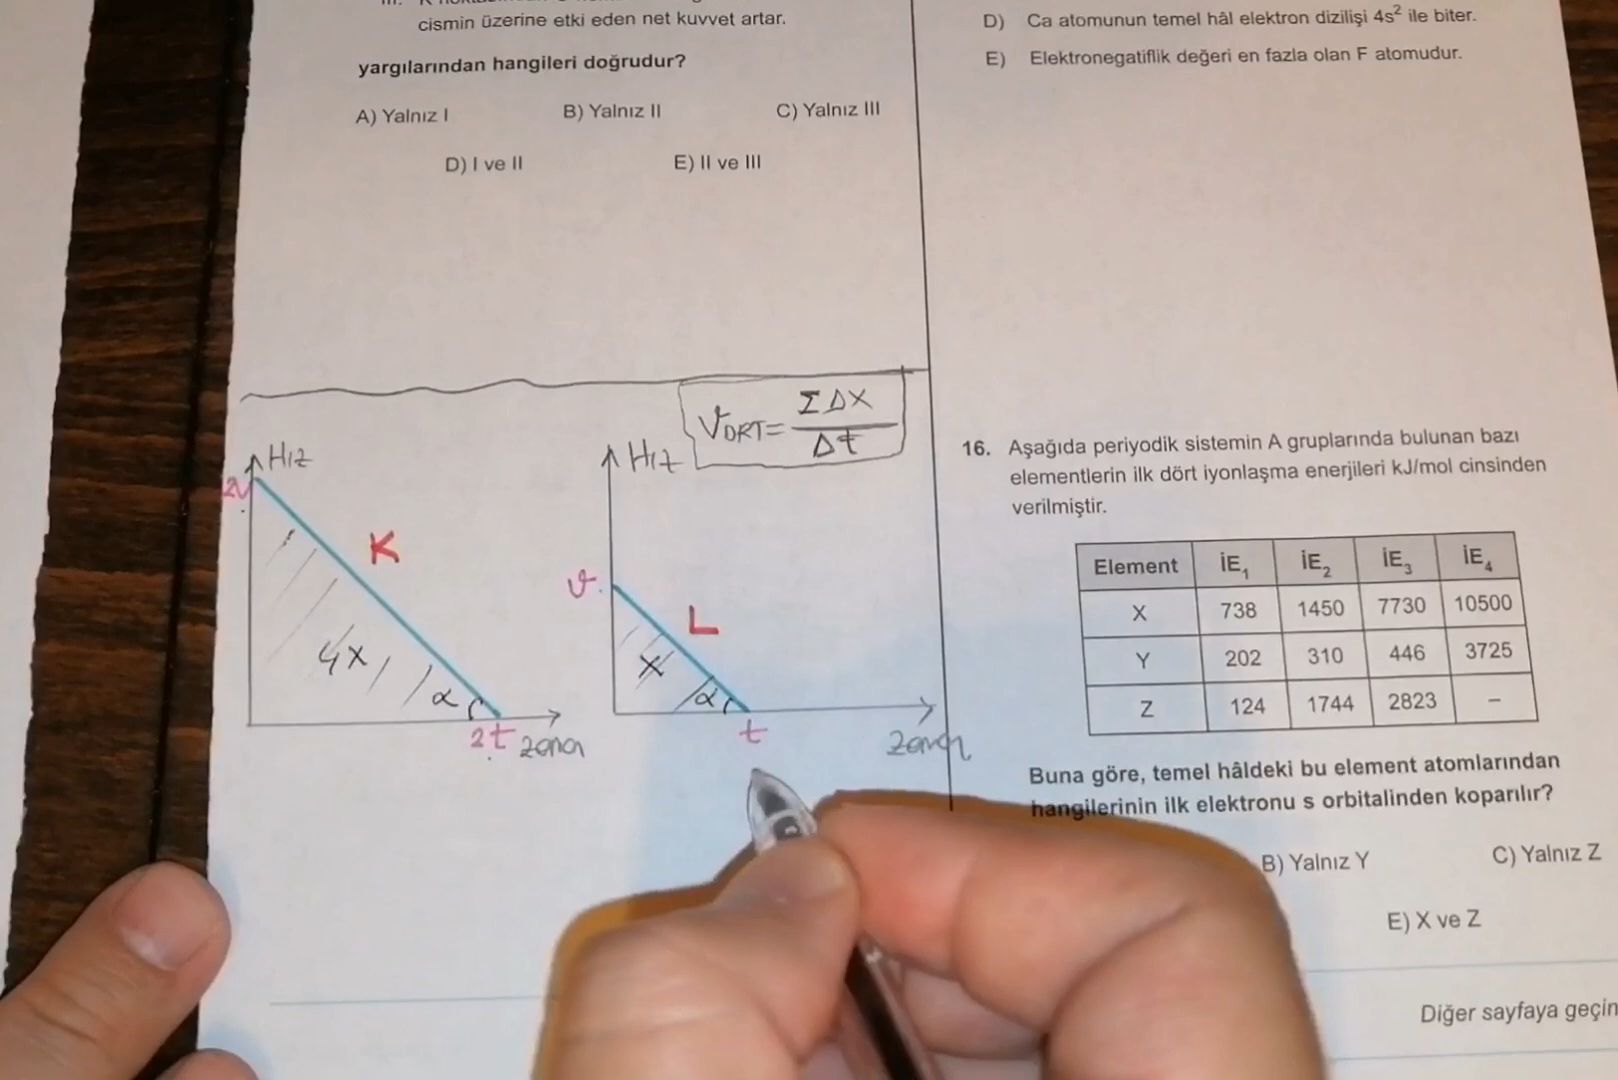 cismin üzerine etki eden net kuvvet artar.
yargılarından hangileri doğrudur?
A) Yalnız I
B) Yalnız II
C) Yalnız III
D) I ve II
E) II ve III
VORT = ΣΔX / Δt
Hız
2v
K
4x
α
2t
zaman
Hız
v
L
x
α
t
zaman
D) Ca atomunun temel hâl elektron dizilişi 4s² ile biter.
E) Elektronegatiflik değeri en fazla olan F atomudur.
16. Aşağıda periyodik sistemin A gruplarında bulunan bazı
elementlerin ilk dört iyonlaşma enerjileri kJ/mol cinsinden
verilmiştir.
Element İE₁ İE₂ İE₃ İE₄
X 738 1450 7730 10500
Y 202 310 446 3725
Z 124 1744 2823 –
Buna göre, temel hâldeki bu element atomlarından
hangilerinin ilk elektronu s orbitalinden koparılır?
B) Yalnız Y
C) Yalnız Z
E) X ve Z
Diğer sayfaya geçin